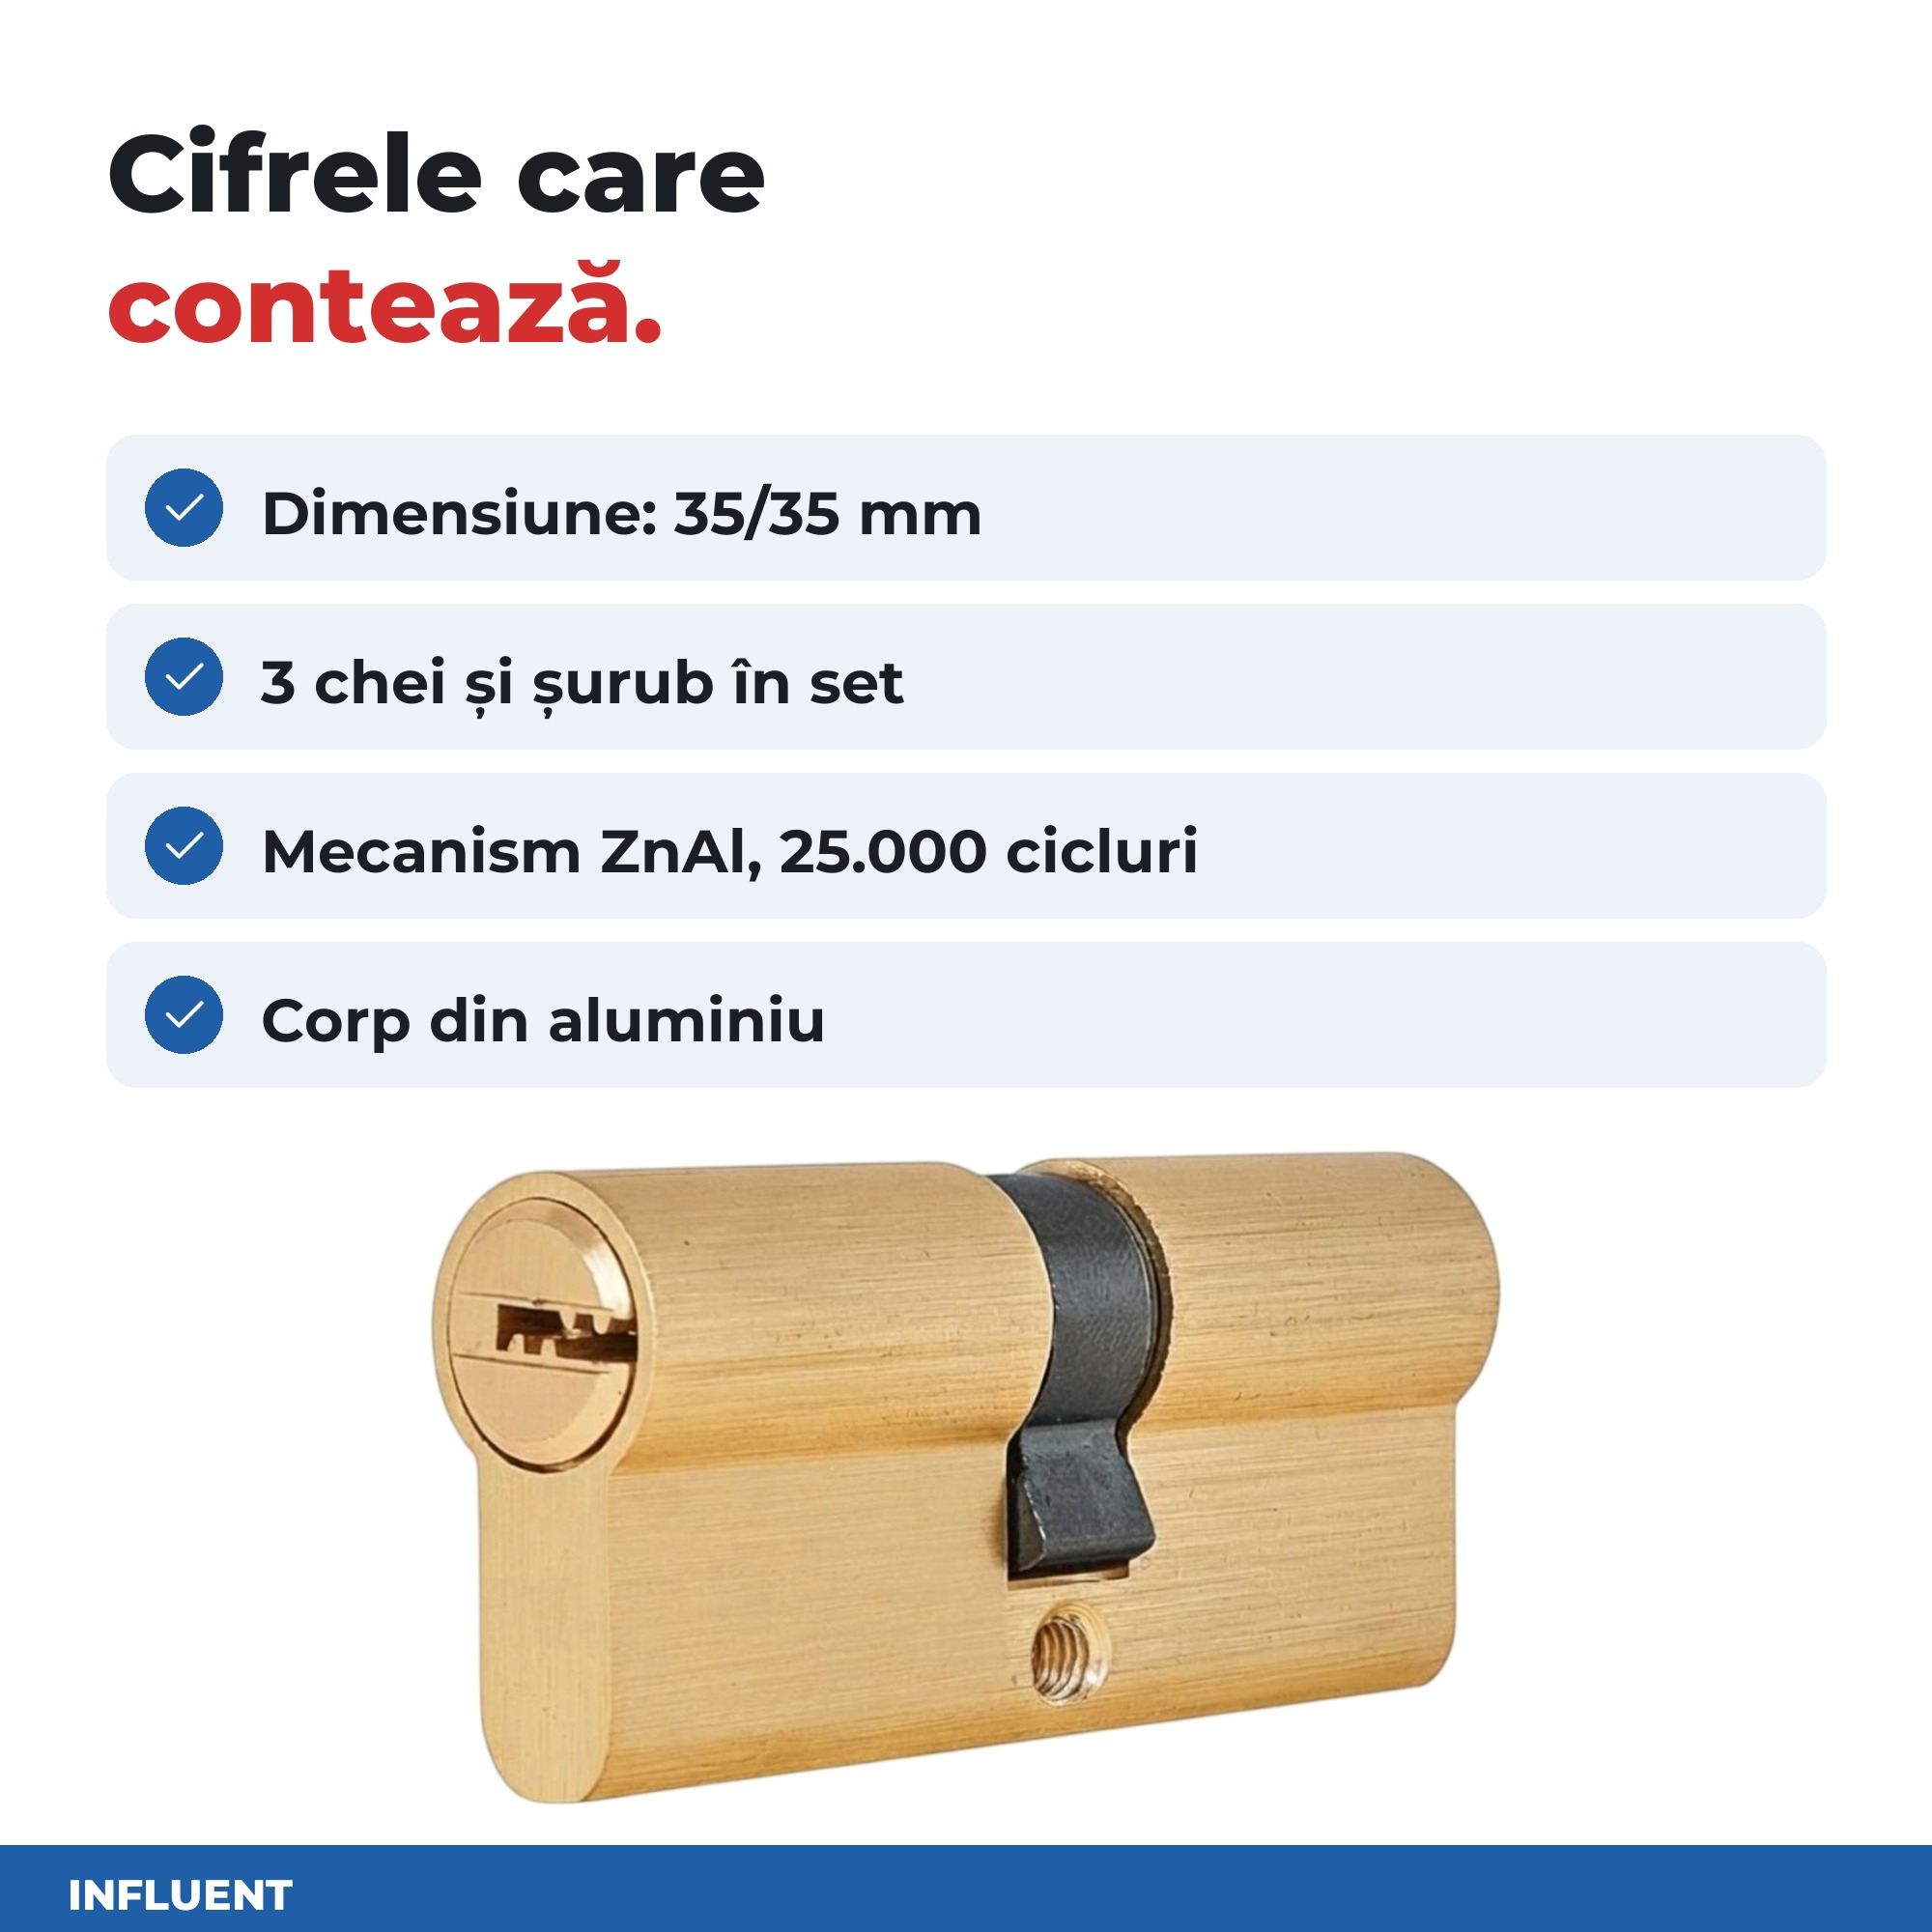 Cifrele care
contează.
Dimensiune: 35/35 mm
3 chei și șurub în set
Mecanism ZnAl, 25.000 cicluri
Corp din aluminiu
INFLUENT